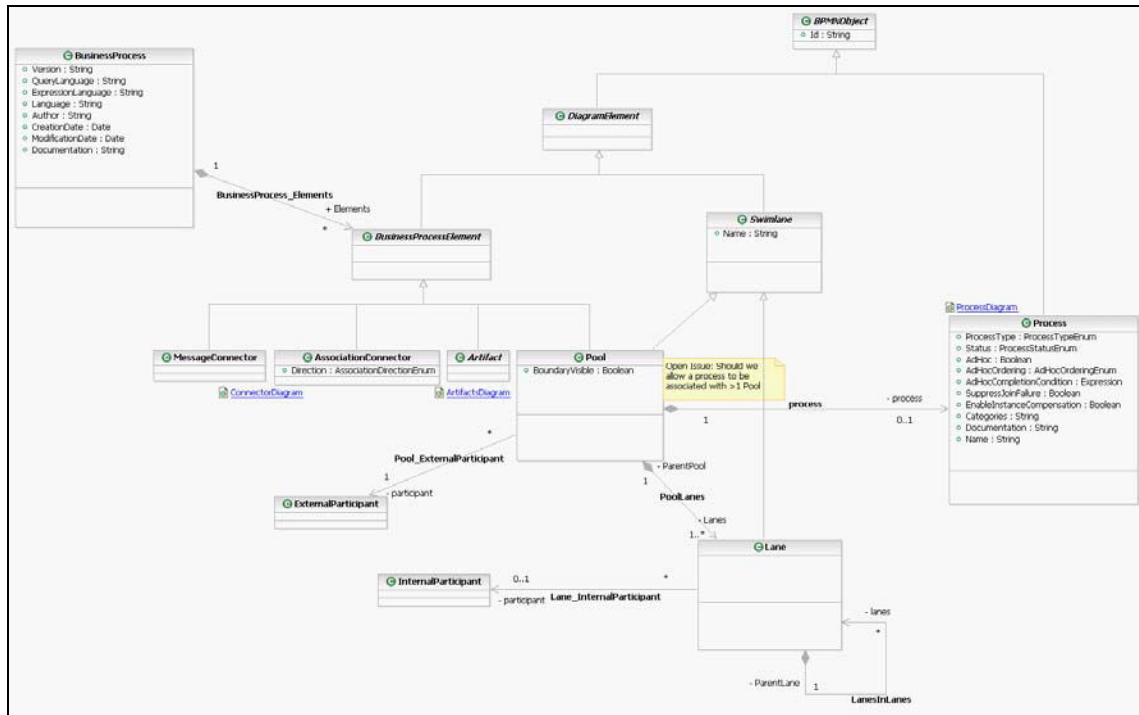 BPMNObject
Id : String
BusinessProcess
Version : String
QueryLanguage : String
ExpressionLanguage : String
Language : String
Author : String
CreationDate : Date
ModificationDate : Date
Documentation : String
DiagramElement
1
BusinessProcess_Elements
+ Elements
*
BusinessProcessElement
Swimlane
Name : String
ProcessDiagram
Process
ProcessType : ProcessTypeEnum
Status : ProcessStatusEnum
AdHoc : Boolean
AdHocOrdering : AdHocOrderingEnum
AdHocCompletionCondition : Expression
SuppressJoinFailure : Boolean
EnableInstanceCompensation : Boolean
Categories : String
Documentation : String
Name : String
MessageConnector
AssociationConnector
Direction : AssociationDirectionEnum
Artifact
Pool
BoundaryVisible : Boolean
Open Issue: Should we
allow a process to be
associated with >1 Pool
ConnectorDiagram
ArtifactsDiagram
- process
process
1
0..1
*
Pool_ExternalParticipant
1
- participant
ExternalParticipant
- ParentPool
1
PoolLanes
- Lanes
1..*
Lane
InternalParticipant
0..1
*
- participant
Lane_InternalParticipant
- lanes
*
- ParentLane
1
LanesInLanes